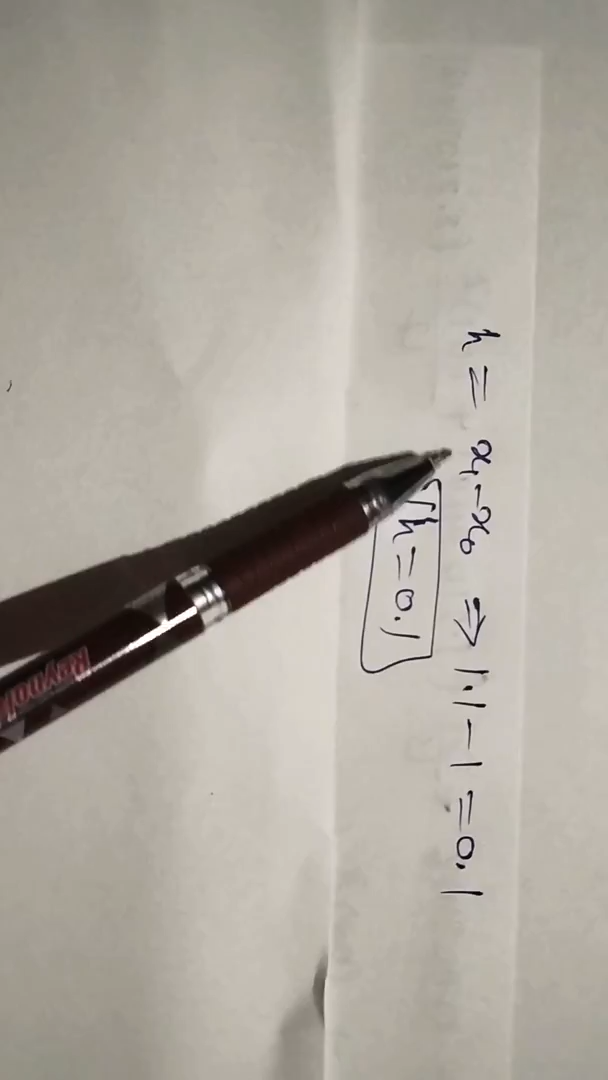 h = x₁ - x₀ ⇒ 1.1 - 1 = 0.1
h = 0.1